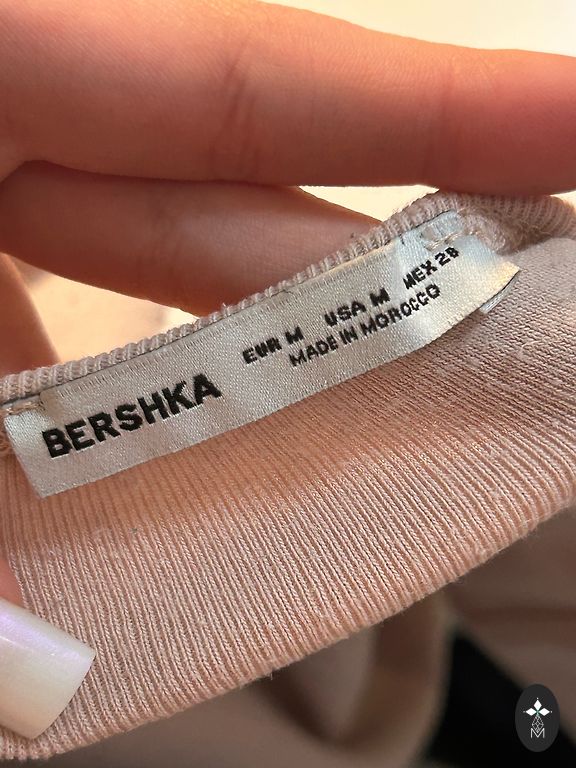 BERSHKA
EUR M USA M MEX 28
MADE IN MOROCCO